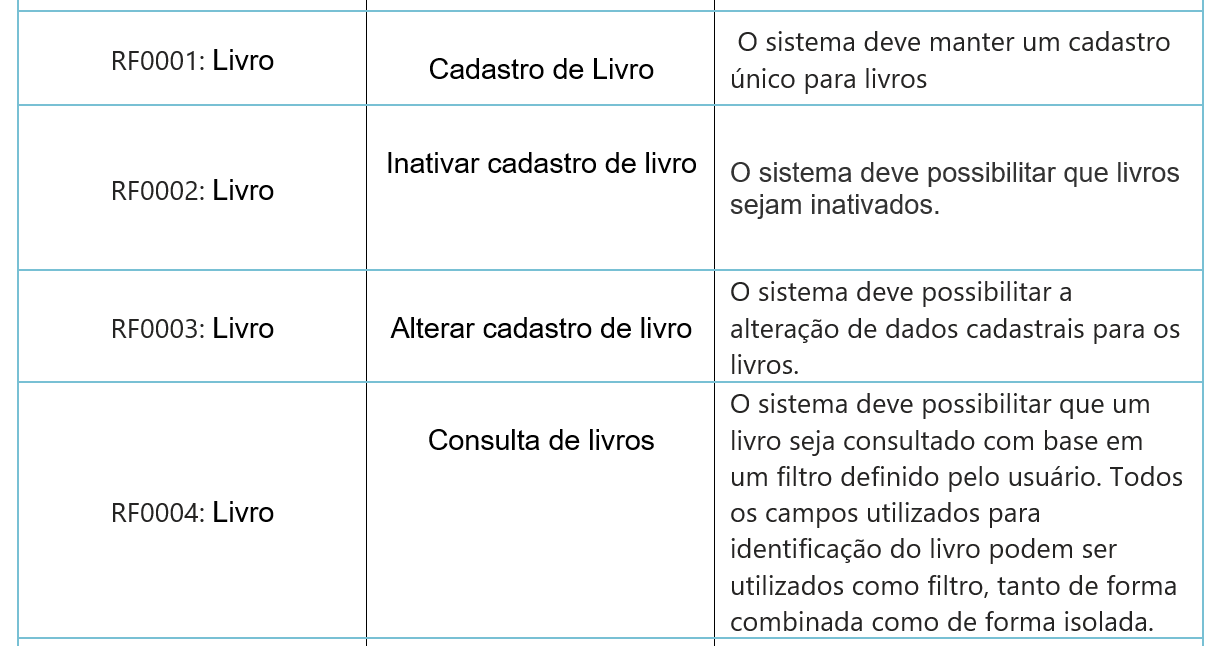 RF0001: Livro
Cadastro de Livro
O sistema deve manter um cadastro
único para livros
RF0002: Livro
Inativar cadastro de livro
O sistema deve possibilitar que livros
sejam inativados.
RF0003: Livro
Alterar cadastro de livro
O sistema deve possibilitar a
alteração de dados cadastrais para os
livros.
RF0004: Livro
Consulta de livros
O sistema deve possibilitar que um
livro seja consultado com base em
um filtro definido pelo usuário. Todos
os campos utilizados para
identificação do livro podem ser
utilizados como filtro, tanto de forma
combinada como de forma isolada.